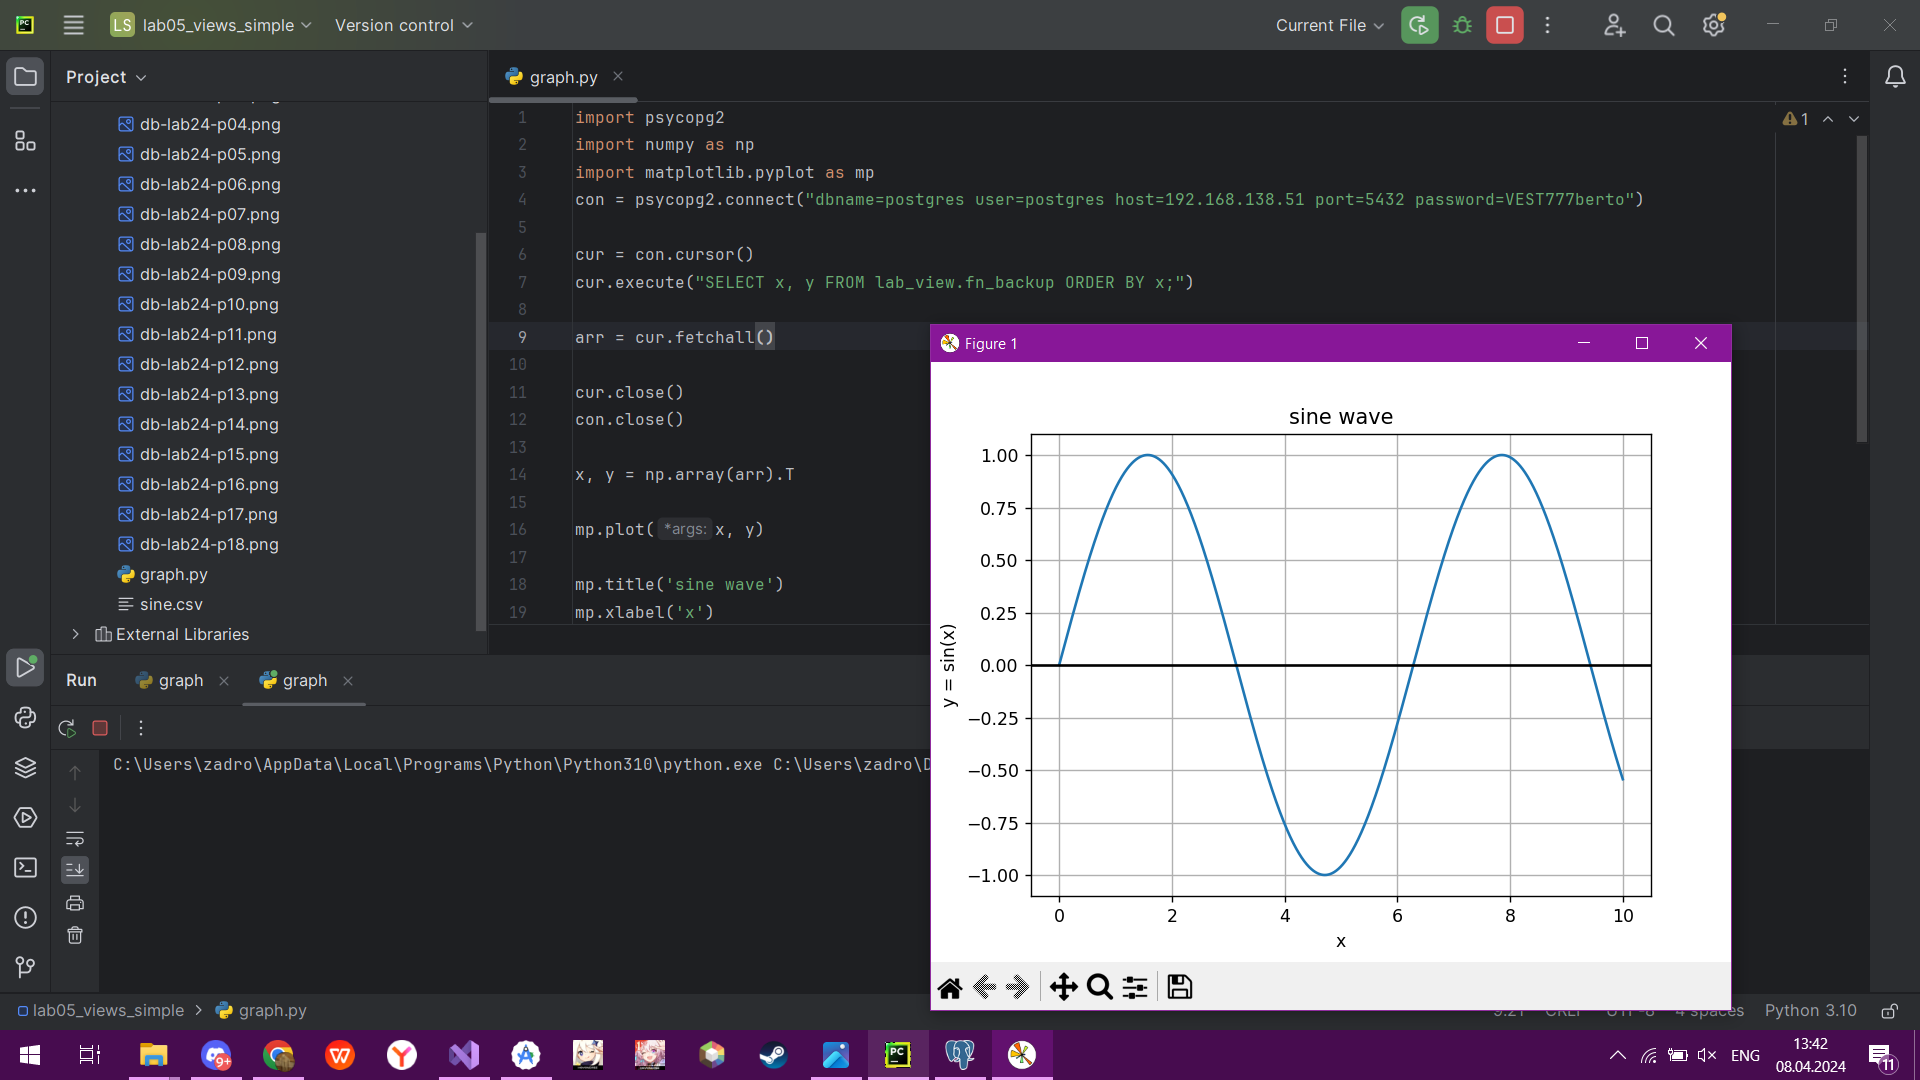 LS lab05_views_simple Version control Current File
Project
graph.py
db-lab24-p04.png
db-lab24-p05.png
db-lab24-p06.png
db-lab24-p07.png
db-lab24-p08.png
db-lab24-p09.png
db-lab24-p10.png
db-lab24-p11.png
db-lab24-p12.png
db-lab24-p13.png
db-lab24-p14.png
db-lab24-p15.png
db-lab24-p16.png
db-lab24-p17.png
db-lab24-p18.png
graph.py
sine.csv
External Libraries
1 import psycopg2
2 import numpy as np
3 import matplotlib.pyplot as mp
4 con = psycopg2.connect("dbname=postgres user=postgres host=192.168.138.51 port=5432 password=VEST777berto")
5
6 cur = con.cursor()
7 cur.execute("SELECT x, y FROM lab_view.fn_backup ORDER BY x;")
8
9 arr = cur.fetchall()
10
11 cur.close()
12 con.close()
13
14 x, y = np.array(arr).T
15
16 mp.plot( *args: x, y)
17
18 mp.title('sine wave')
19 mp.xlabel('x')
1
Figure 1
sine wave
1.00
0.75
0.50
0.25
0.00
−0.25
−0.50
−0.75
−1.00
y = sin(x)
0 2 4 6 8 10
x
Run graph graph
C:\Users\zadro\AppData\Local\Programs\Python\Python310\python.exe C:\Users\zadro\D
lab05_views_simple > graph.py
9:21 CRLF UTF-8 4 spaces Python 3.10
PC
9+
PC
ENG
13:42
08.04.2024
11